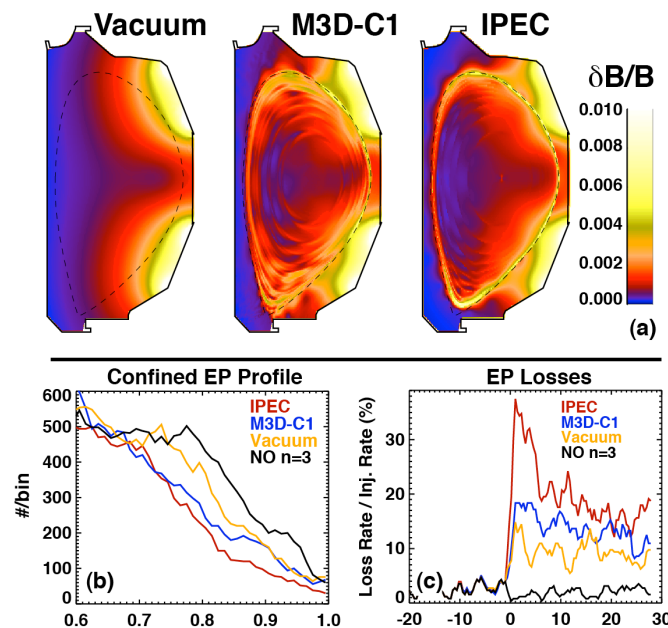 Vacuum M3D-C1 IPEC
δB/B
0.010
0.008
0.006
0.004
0.002
0.000
(a)
Confined EP Profile
EP Losses
600
500
400
300
200
100
0
#/bin
IPEC
M3D-C1
Vacuum
NO n=3
(b)
0.6 0.7 0.8 0.9 1.0
Loss Rate / Inj. Rate (%)
30
20
10
0
IPEC
M3D-C1
Vacuum
NO n=3
(c)
-20 -10 0 10 20 30